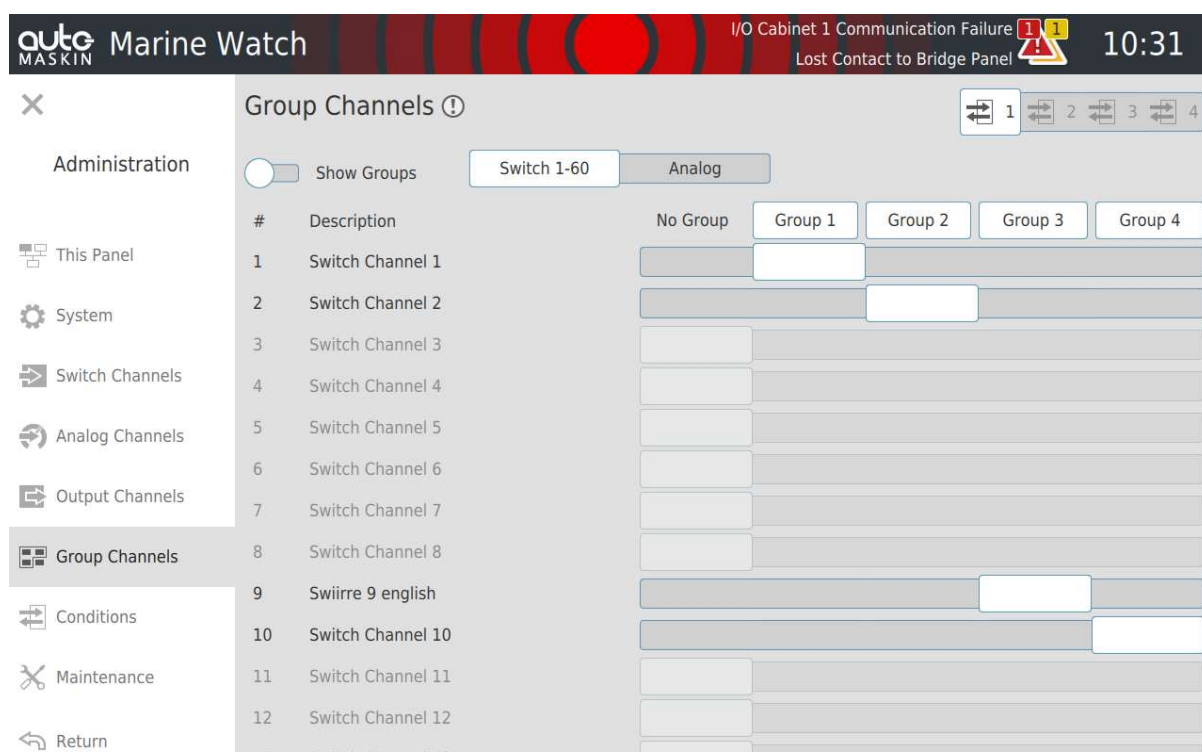 auto
MASKIN
Marine Watch
I/O Cabinet 1 Communication Failure
Lost Contact to Bridge Panel
1 1
10:31
Administration
This Panel
System
Switch Channels
Analog Channels
Output Channels
Group Channels
Conditions
Maintenance
Return
Group Channels
1 2 3 4
Show Groups Switch 1-60 Analog
# Description No Group Group 1 Group 2 Group 3 Group 4
1 Switch Channel 1
2 Switch Channel 2
3 Switch Channel 3
4 Switch Channel 4
5 Switch Channel 5
6 Switch Channel 6
7 Switch Channel 7
8 Switch Channel 8
9 Swiirre 9 english
10 Switch Channel 10
11 Switch Channel 11
12 Switch Channel 12